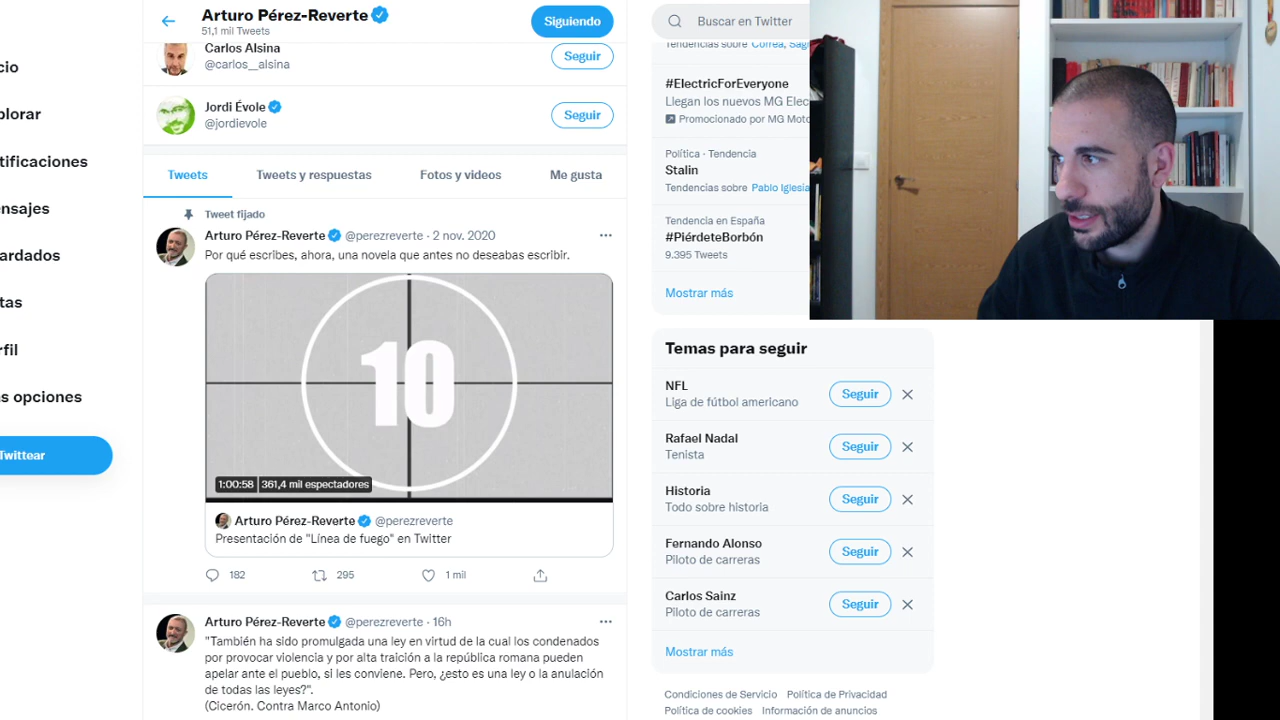 cio
plorar
tificaciones
ensajes
ardados
tas
rfil
s opciones
Twittear
Arturo Pérez-Reverte
51,1 mil Tweets
Siguiendo
Carlos Alsina
@carlos__alsina
Seguir
Jordi Évole
@jordievole
Seguir
Tweets
Tweets y respuestas
Fotos y videos
Me gusta
Tweet fijado
Arturo Pérez-Reverte @perezreverte · 2 nov. 2020
Por qué escribes, ahora, una novela que antes no deseabas escribir.
10
1:00:58 361,4 mil espectadores
Arturo Pérez-Reverte @perezreverte
Presentación de "Línea de fuego" en Twitter
182
295
1 mil
Arturo Pérez-Reverte @perezreverte · 16h
"También ha sido promulgada una ley en virtud de la cual los condenados
por provocar violencia y por alta traición a la república romana pueden
apelar ante el pueblo, si les conviene. Pero, ¿esto es una ley o la anulación
de todas las leyes?".
(Cicerón. Contra Marco Antonio)
Buscar en Twitter
Tendencias sobre Correa, Sag
#ElectricForEveryone
Llegan los nuevos MG Elec
Promocionado por MG Moto
Política · Tendencia
Stalin
Tendencias sobre Pablo Iglesia
Tendencia en España
#PiérdeteBorbón
9.395 Tweets
Mostrar más
Temas para seguir
NFL
Liga de fútbol americano
Seguir
Rafael Nadal
Tenista
Seguir
Historia
Todo sobre historia
Seguir
Fernando Alonso
Piloto de carreras
Seguir
Carlos Sainz
Piloto de carreras
Seguir
Mostrar más
Condiciones de Servicio Política de Privacidad
Política de cookies Información de anuncios